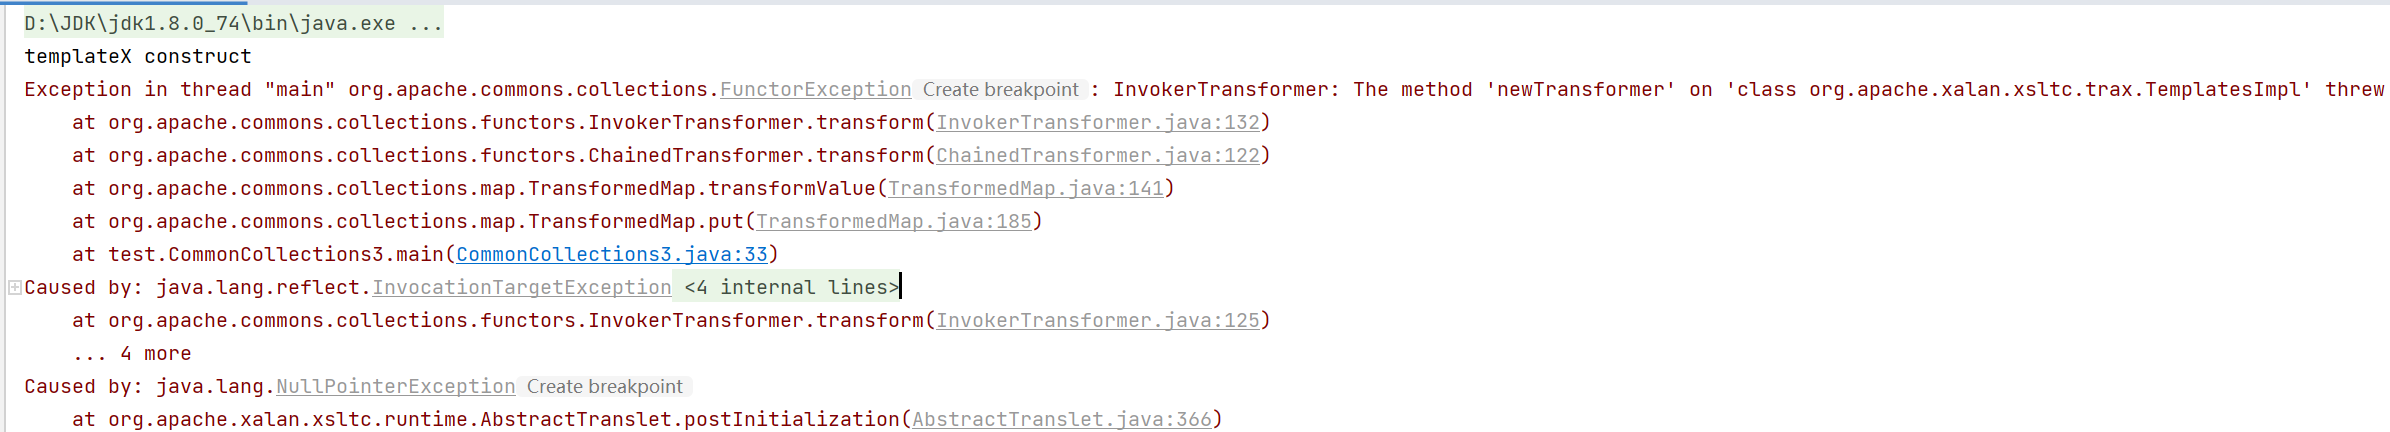 D:\JDK\jdk1.8.0_74\bin\java.exe ...
templateX construct
Exception in thread "main" org.apache.commons.collections.FunctorException Create breakpoint : InvokerTransformer: The method 'newTransformer' on 'class org.apache.xalan.xsltc.trax.TemplatesImpl' threw
at org.apache.commons.collections.functors.InvokerTransformer.transform(InvokerTransformer.java:132)
at org.apache.commons.collections.functors.ChainedTransformer.transform(ChainedTransformer.java:122)
at org.apache.commons.collections.map.TransformedMap.transformValue(TransformedMap.java:141)
at org.apache.commons.collections.map.TransformedMap.put(TransformedMap.java:185)
at test.CommonCollections3.main(CommonCollections3.java:33)
Caused by: java.lang.reflect.InvocationTargetException <4 internal lines>
at org.apache.commons.collections.functors.InvokerTransformer.transform(InvokerTransformer.java:125)
... 4 more
Caused by: java.lang.NullPointerException Create breakpoint
at org.apache.xalan.xsltc.runtime.AbstractTranslet.postInitialization(AbstractTranslet.java:366)